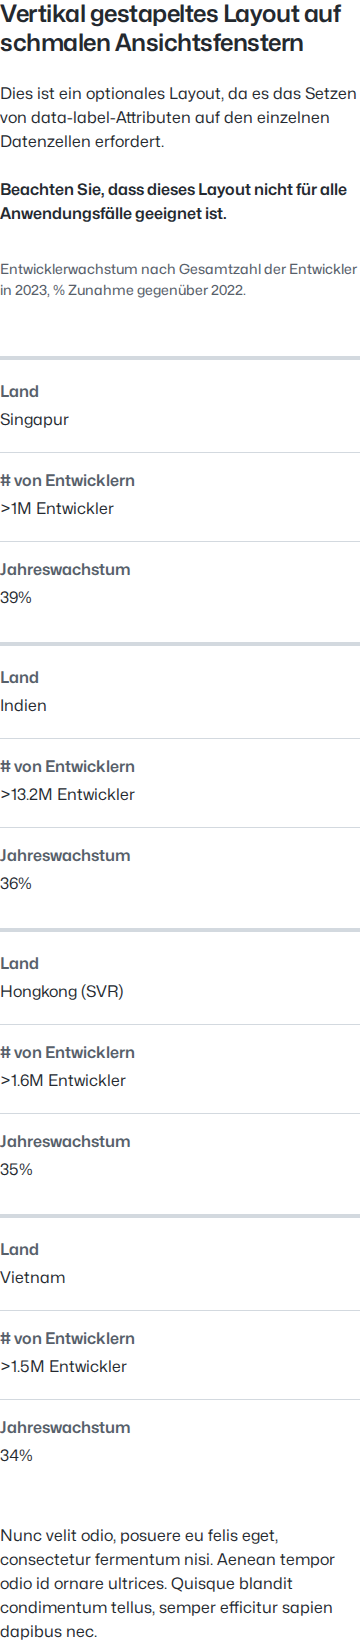 Vertikal gestapeltes Layout auf
schmalen Ansichtsfenstern
Dies ist ein optionales Layout, da es das Setzen
von data-label-Attributen auf den einzelnen
Datenzellen erfordert.
Beachten Sie, dass dieses Layout nicht für alle
Anwendungsfälle geeignet ist.
Entwicklerwachstum nach Gesamtzahl der Entwickler
in 2023, % Zunahme gegenüber 2022.
Land
Singapur
# von Entwicklern
>1M Entwickler
Jahreswachstum
39%
Land
Indien
# von Entwicklern
>13.2M Entwickler
Jahreswachstum
36%
Land
Hongkong (SVR)
# von Entwicklern
>1.6M Entwickler
Jahreswachstum
35%
Land
Vietnam
# von Entwicklern
>1.5M Entwickler
Jahreswachstum
34%
Nunc velit odio, posuere eu felis eget,
consectetur fermentum nisi. Aenean tempor
odio id ornare ultrices. Quisque blandit
condimentum tellus, semper efficitur sapien
dapibus nec.